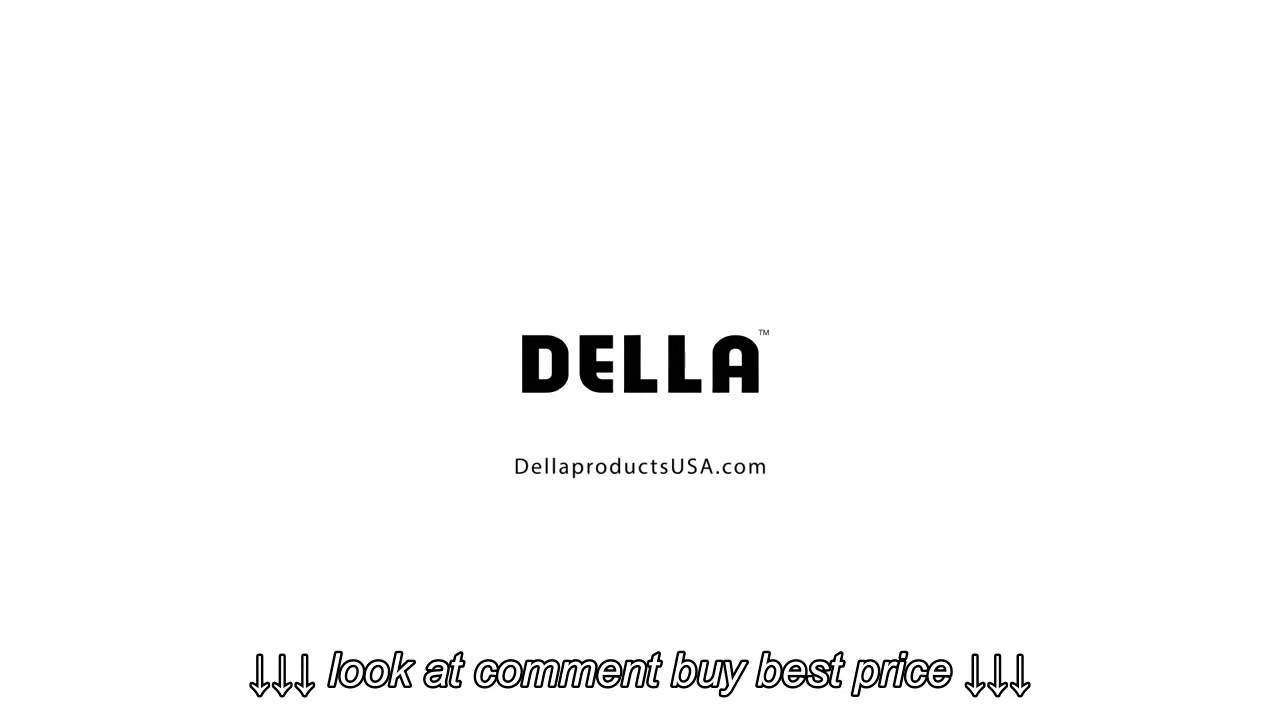 DELLA™
DellaproductsUSA.com
↓↓↓ look at comment buy best price ↓↓↓